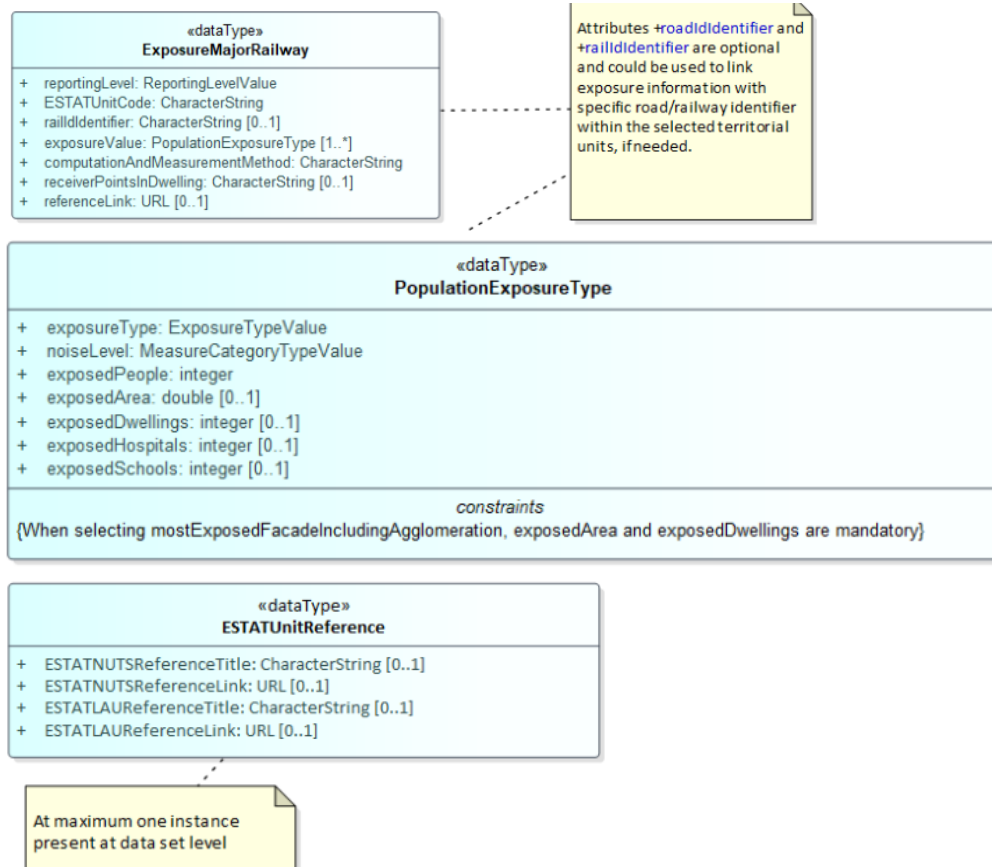 «dataType»
ExposureMajorRailway
+ reportingLevel: ReportingLevelValue
+ ESTATUnitCode: CharacterString
+ railIdIdentifier: CharacterString [0..1]
+ exposureValue: PopulationExposureType [1..*]
+ computationAndMeasurementMethod: CharacterString
+ receiverPointsInDwelling: CharacterString [0..1]
+ referenceLink: URL [0..1]
Attributes +roadIdIdentifier and
+railIdIdentifier are optional
and could be used to link
exposure information with
specific road/railway identifier
within the selected territorial
units, ifneeded.
«dataType»
PopulationExposureType
+ exposureType: ExposureTypeValue
+ noiseLevel: MeasureCategoryTypeValue
+ exposedPeople: integer
+ exposedArea: double [0..1]
+ exposedDwellings: integer [0..1]
+ exposedHospitals: integer [0..1]
+ exposedSchools: integer [0..1]
constraints
{When selecting mostExposedFacadeIncludingAgglomeration, exposedArea and exposedDwellings are mandatory}
«dataType»
ESTATUnitReference
+ ESTATNUTSReferenceTitle: CharacterString [0..1]
+ ESTATNUTSReferenceLink: URL [0..1]
+ ESTATLAUReferenceTitle: CharacterString [0..1]
+ ESTATLAUReferenceLink: URL [0..1]
At maximum one instance
present at data set level